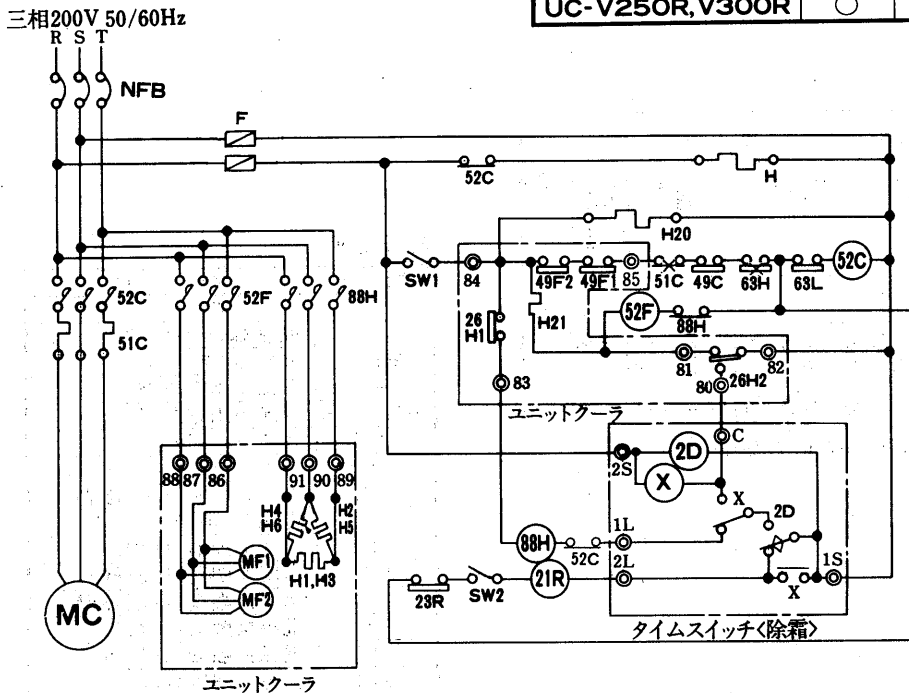 UC-V250R,V300R
三相200V 50/60Hz
R S T
NFB
F
52C
H
H20
SW1
84
49F2
49F1
85
51C
49C
63H
63L
52C
52C
52F
88H
52F
88H
26
H1
H21
51C
81
26H2
82
83
80
ユニットクーラ
C
2S
2D
X
88
87
86
91
90
89
H4
H6
H2
H5
X
2D
1L
88H
52C
2L
1S
MF1
H1,H3
21R
X
MF2
23R
SW2
MC
タイムスイッチ〈除霜〉
ユニットクーラ